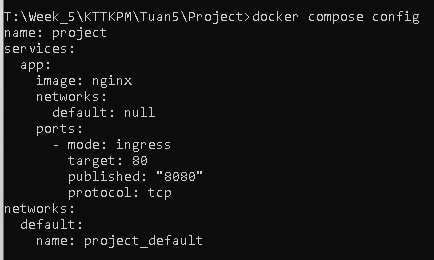 T:\Week_5\KTTKPM\Tuan5\Project>docker compose config
name: project
services:
  app:
    image: nginx
    networks:
      default: null
    ports:
      - mode: ingress
        target: 80
        published: "8080"
        protocol: tcp
networks:
  default:
    name: project_default